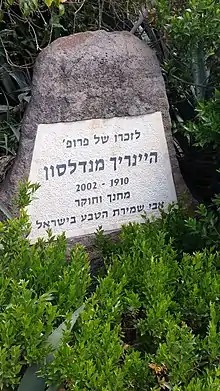 לזכרו של פרופ'
היינריך מנדלסון
1910 - 2002
מחנך וחוקר
אבי שמירת הטבע בישראל